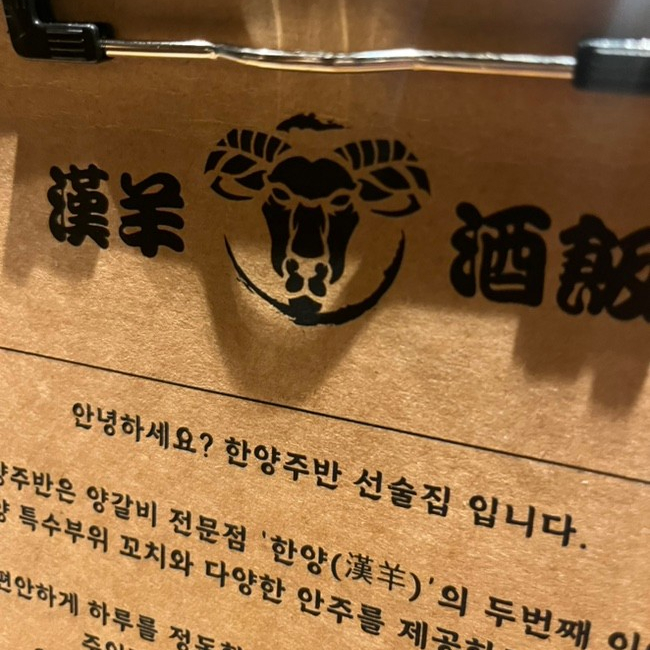 漢羊 酒飯
안녕하세요? 한양주반 선술집 입니다.
양주반은 양갈비 전문점 '한양(漢羊)'의 두번째
양 특수부위 꼬치와 다양한 안주를
편안하게 하루를